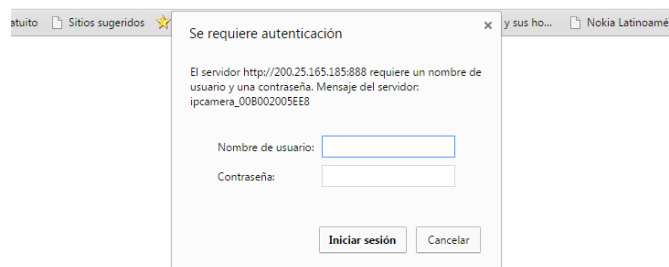 atuito Sitios sugeridos y sus ho... Nokia Latinoamé
Se requiere autenticación ×
El servidor http://200.25.165.185:888 requiere un nombre de
usuario y una contraseña. Mensaje del servidor:
ipcamera_00B002005EE8
Nombre de usuario:
Contraseña:
Iniciar sesión Cancelar